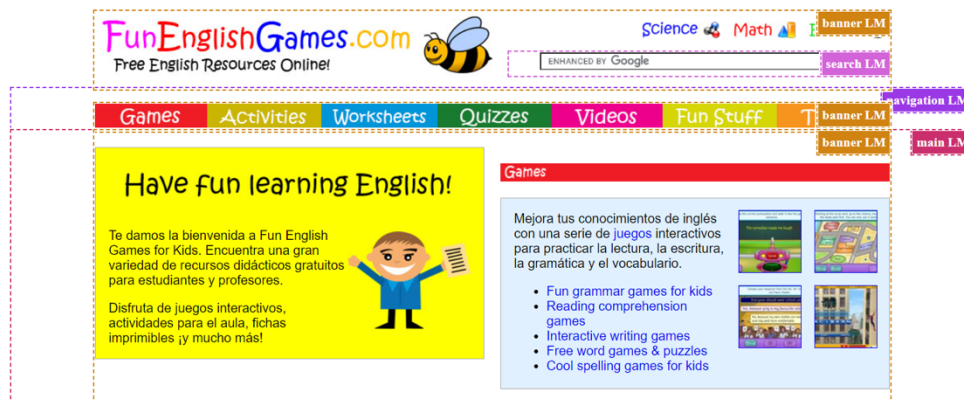 FunEnglishGames.com
Free English Resources Online!
Science
Math
banner LM
ENHANCED BY Google
search LM
navigation LM
Games
Activities
Worksheets
Quizzes
Videos
Fun Stuff
banner LM
banner LM
main LM
Have fun learning English!
Te damos la bienvenida a Fun English
Games for Kids. Encuentra una gran
variedad de recursos didácticos gratuitos
para estudiantes y profesores.
Disfruta de juegos interactivos,
actividades para el aula, fichas
imprimibles ¡y mucho más!
Games
Mejora tus conocimientos de inglés
con una serie de juegos interactivos
para practicar la lectura, la escritura,
la gramática y el vocabulario.
Fun grammar games for kids
Reading comprehension
games
Interactive writing games
Free word games & puzzles
Cool spelling games for kids